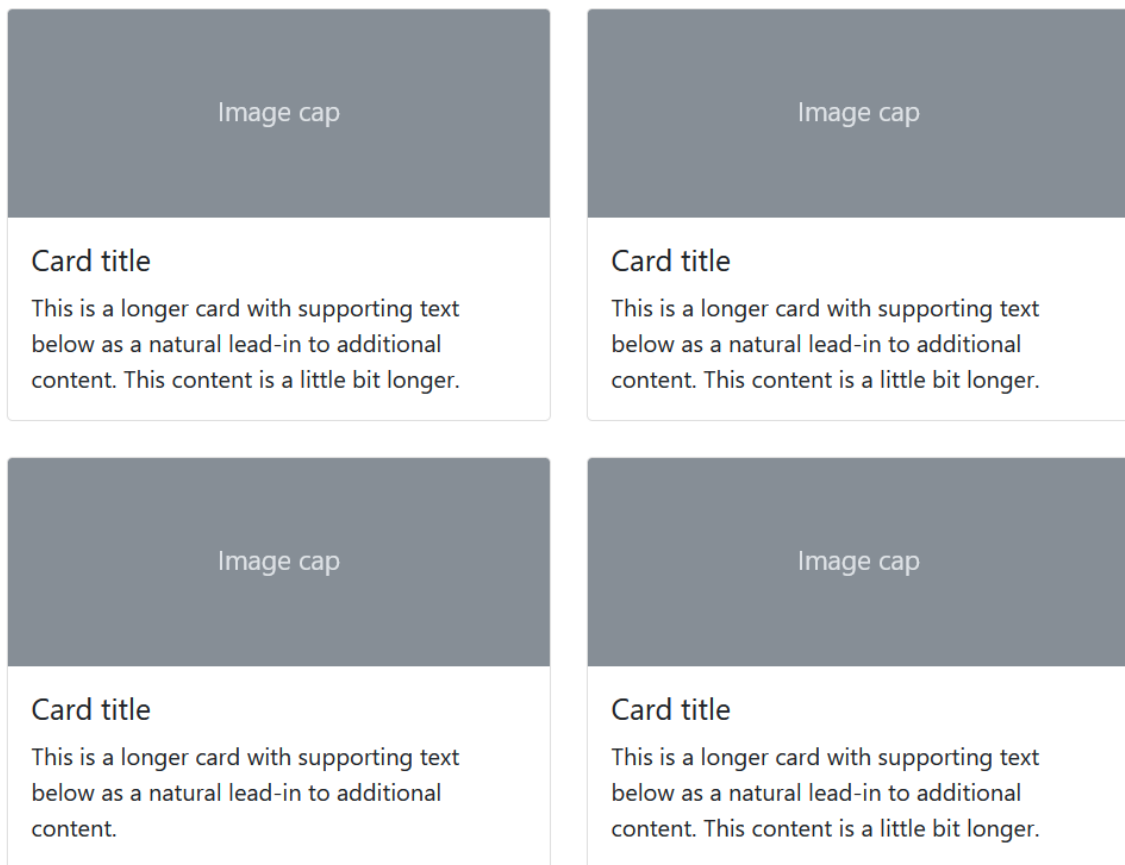 Image cap
Card title
This is a longer card with supporting text
below as a natural lead-in to additional
content. This content is a little bit longer.
Image cap
Card title
This is a longer card with supporting text
below as a natural lead-in to additional
content. This content is a little bit longer.
Image cap
Card title
This is a longer card with supporting text
below as a natural lead-in to additional
content.
Image cap
Card title
This is a longer card with supporting text
below as a natural lead-in to additional
content. This content is a little bit longer.